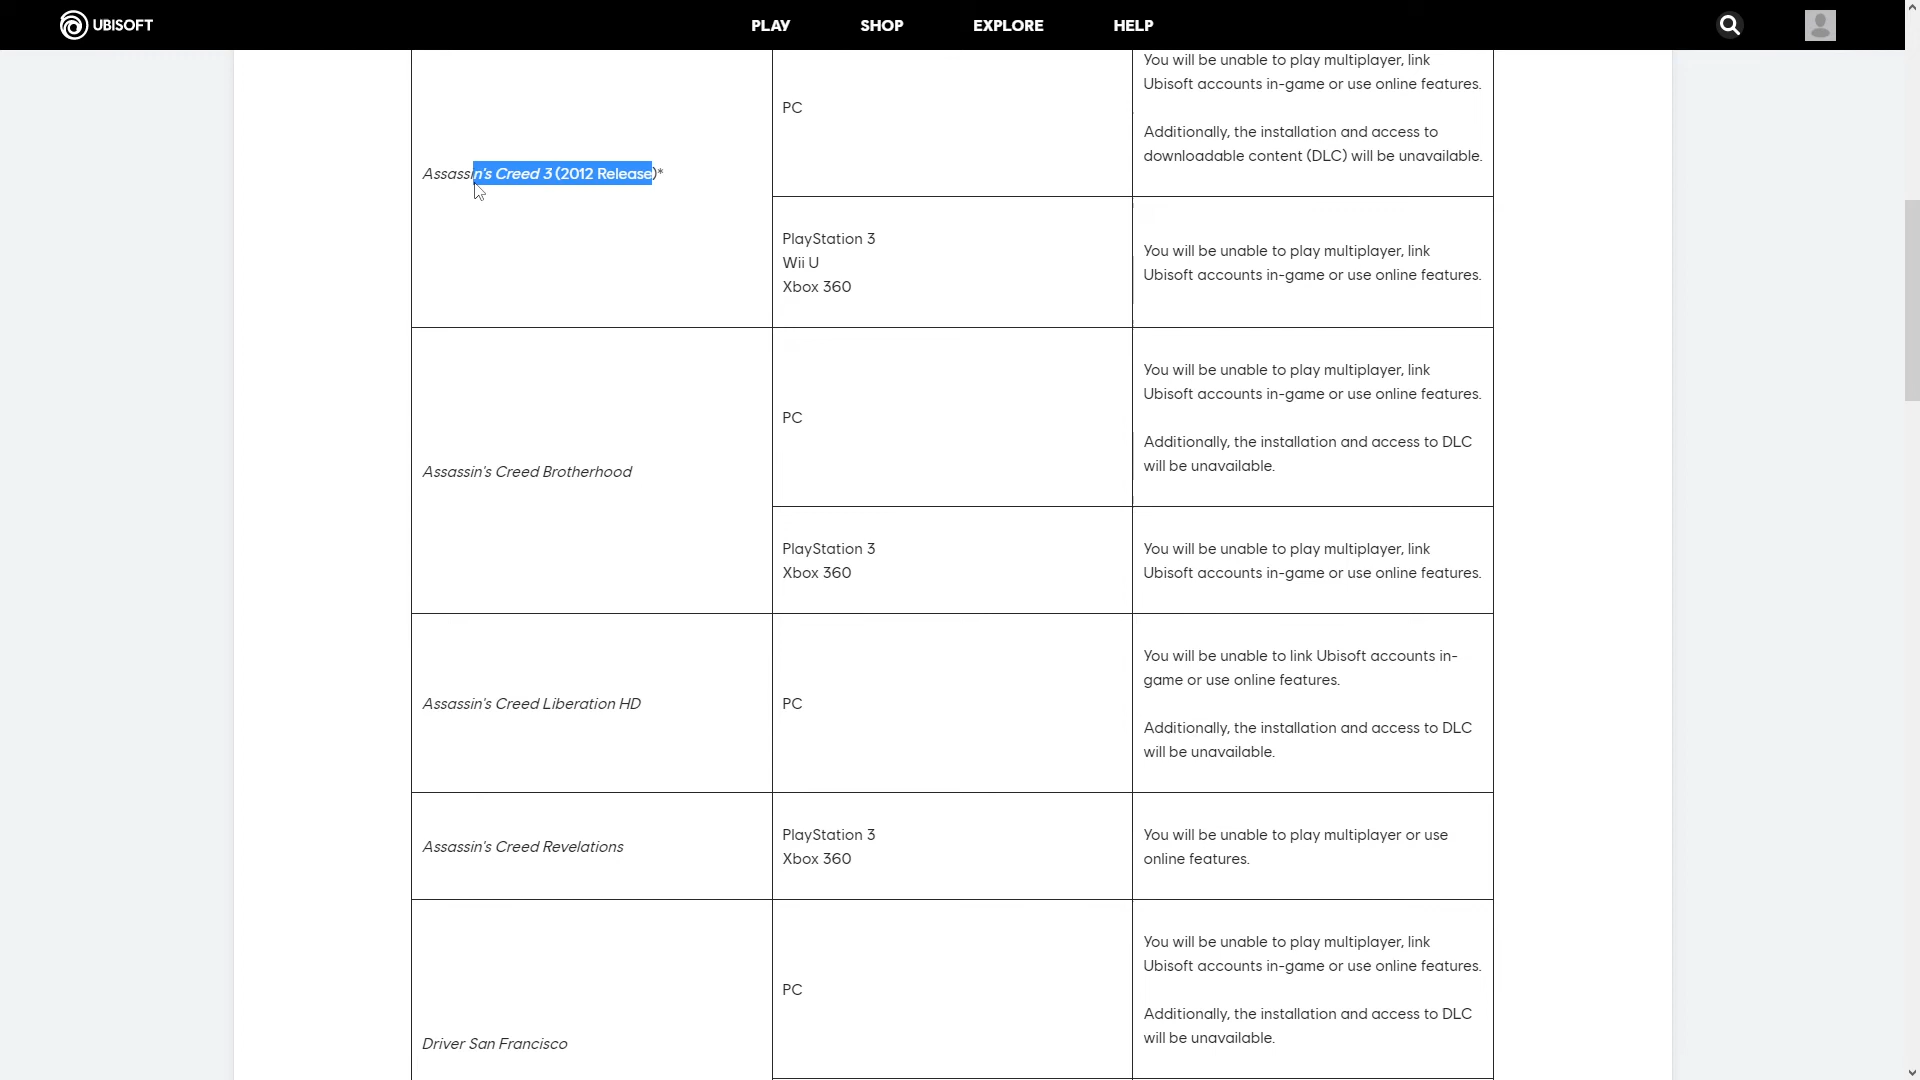 UBISOFT
PLAY
SHOP
EXPLORE
HELP
Assassin's Creed 3 (2012 Release)*
PC
You will be unable to play multiplayer, link
Ubisoft accounts in-game or use online features.
Additionally, the installation and access to
downloadable content (DLC) will be unavailable.
PlayStation 3
Wii U
Xbox 360
You will be unable to play multiplayer, link
Ubisoft accounts in-game or use online features.
Assassin's Creed Brotherhood
PC
You will be unable to play multiplayer, link
Ubisoft accounts in-game or use online features.
Additionally, the installation and access to DLC
will be unavailable.
PlayStation 3
Xbox 360
You will be unable to play multiplayer, link
Ubisoft accounts in-game or use online features.
Assassin's Creed Liberation HD
PC
You will be unable to link Ubisoft accounts in-
game or use online features.
Additionally, the installation and access to DLC
will be unavailable.
Assassin's Creed Revelations
PlayStation 3
Xbox 360
You will be unable to play multiplayer or use
online features.
Driver San Francisco
PC
You will be unable to play multiplayer, link
Ubisoft accounts in-game or use online features.
Additionally, the installation and access to DLC
will be unavailable.